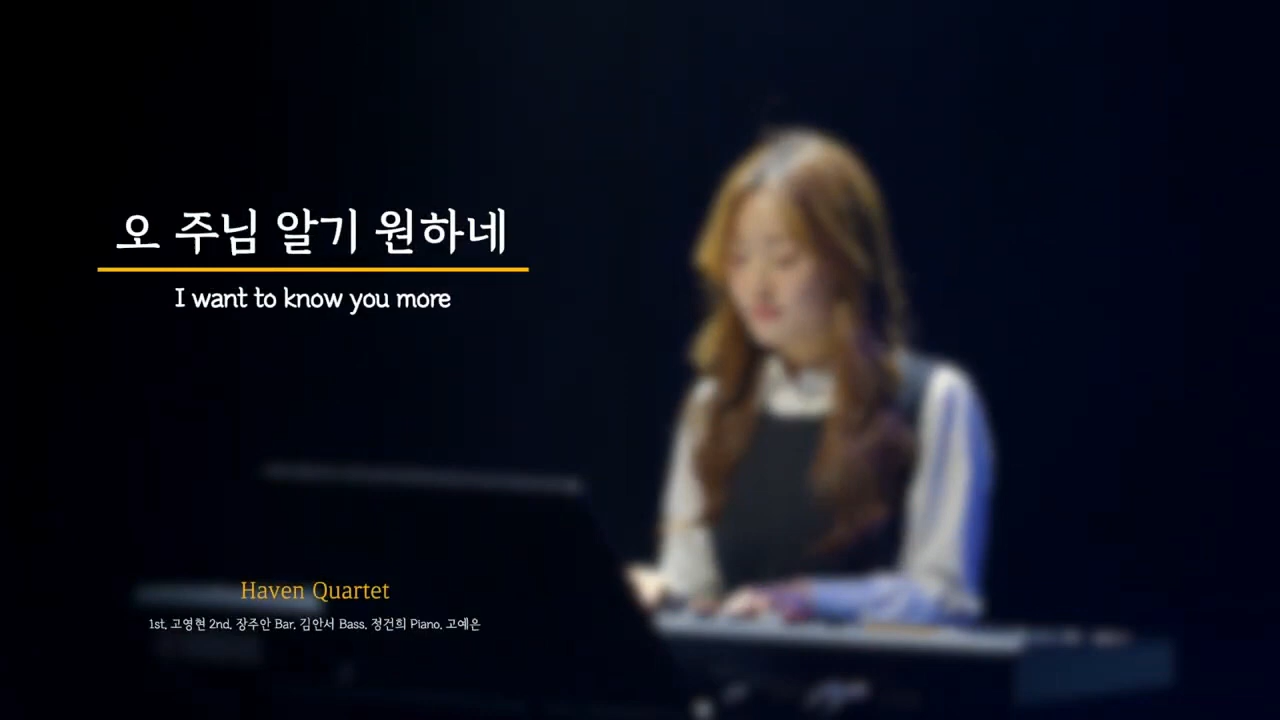 오 주님 알기 원하네
I want to know you more
Haven Quartet
1st. 고영현 2nd. 장주안 Bar. 김안서 Bass. 정건희 Piano. 고예은